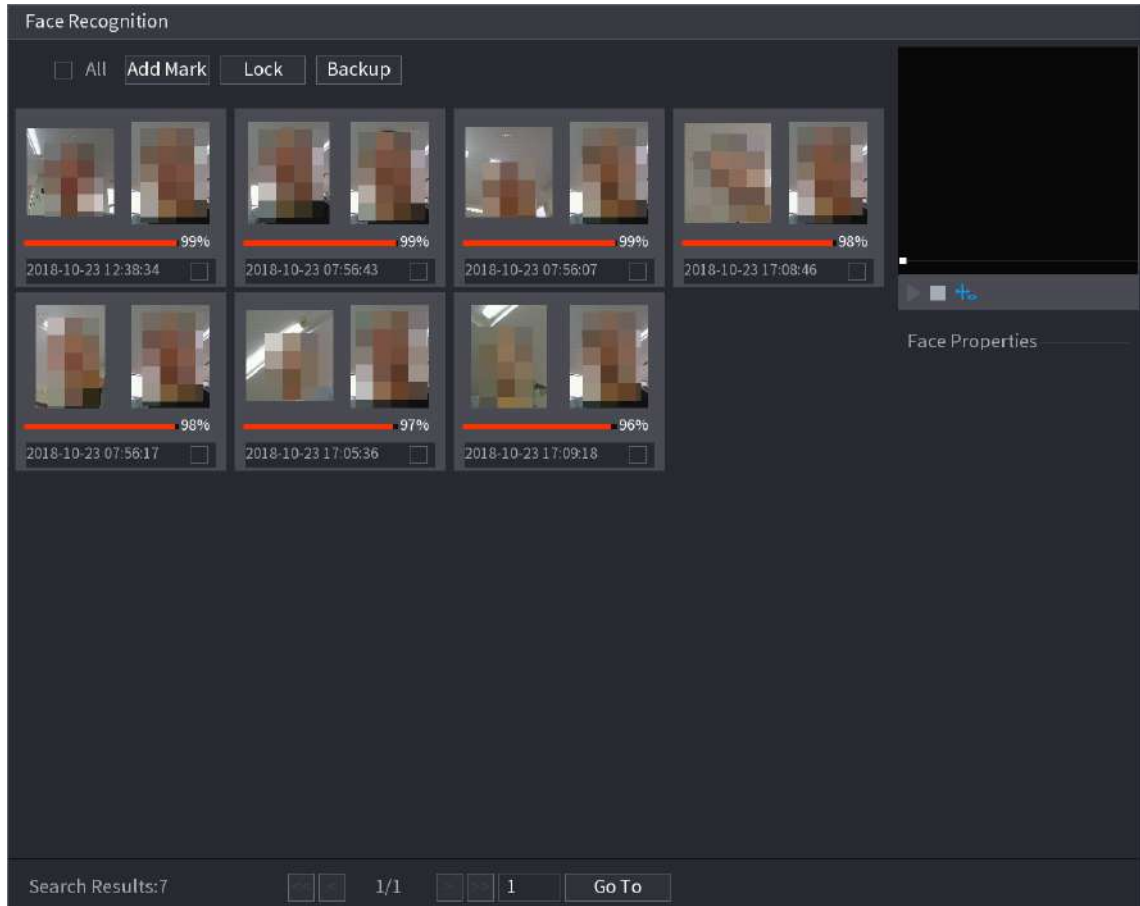 Face Recognition
All Add Mark Lock Backup
99% 99% 99% 98%
2018-10-23 12:38:34 2018-10-23 07:56:43 2018-10-23 07:56:07 2018-10-23 17:08:46
Face Properties
98% 97% 96%
2018-10-23 07:56:17 2018-10-23 17:05:36 2018-10-23 17:09:18
Search Results:7 << < 1/1 > >> 1 Go To